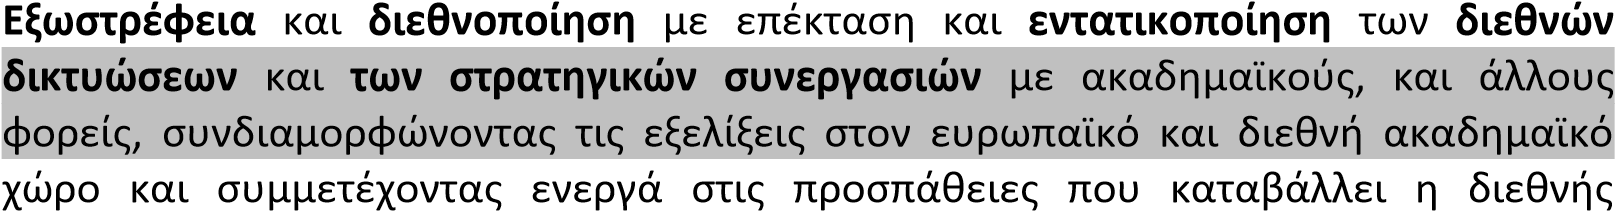 Εξωστρέφεια και διεθνοποίηση με επέκταση και εντατικοποίηση των διεθνών
δικτυώσεων και των στρατηγικών συνεργασιών με ακαδημαϊκούς, και άλλους
φορείς, συνδιαμορφώνοντας τις εξελίξεις στον ευρωπαϊκό και διεθνή ακαδημαϊκό
χώρο και συμμετέχοντας ενεργά στις προσπάθειες που καταβάλλει η διεθνής